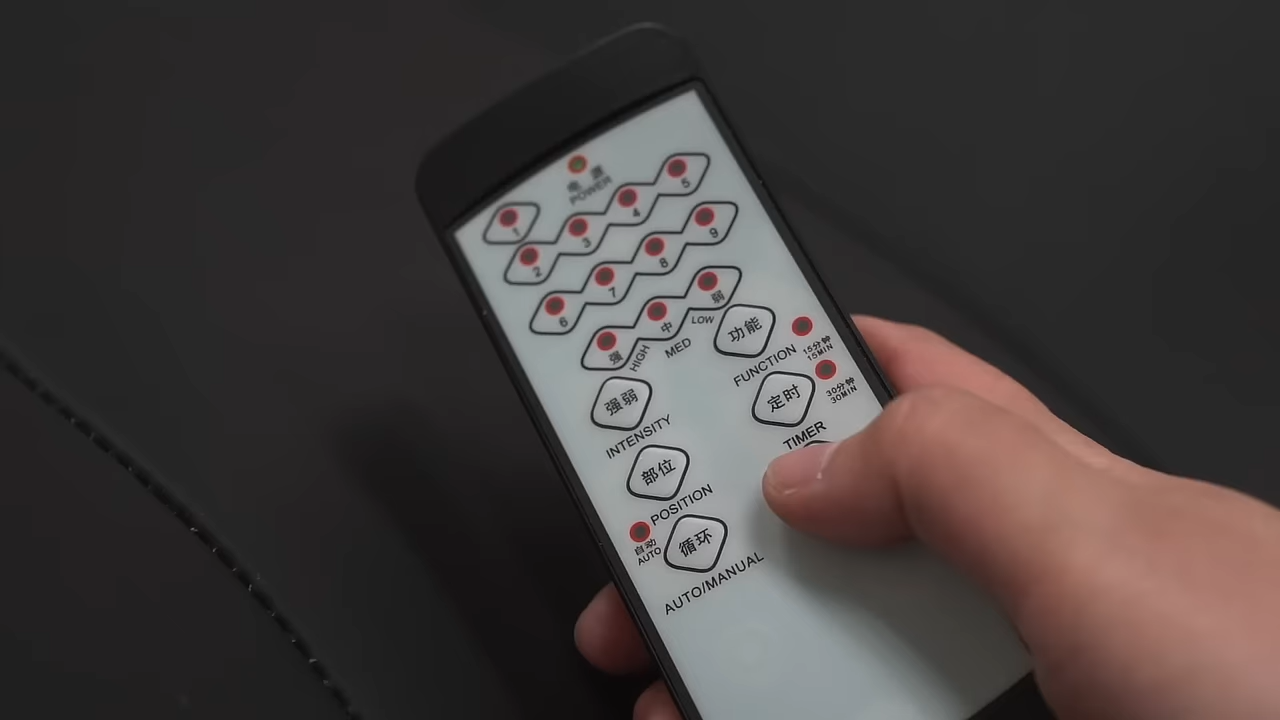 电 源
POWER
1
2 3 4 5
6 7 8 9
强 中 弱
HIGH MED LOW
功能
FUNCTION
15分钟
15MIN
强弱
INTENSITY
定时
TIMER
30分钟
30MIN
部位
POSITION
自动
AUTO
循环
AUTO/MANUAL